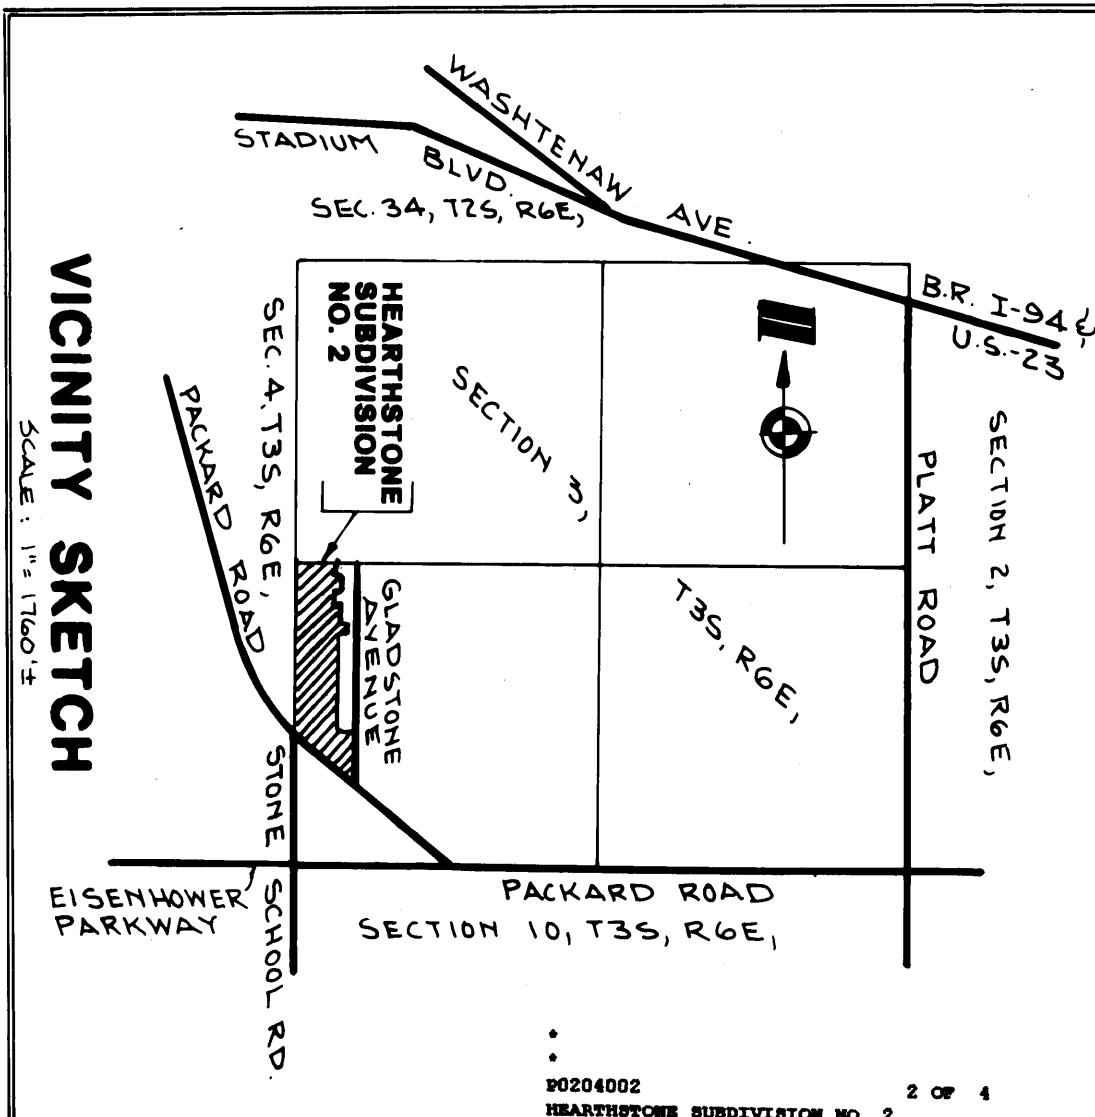 WASHTENAW AVE.
STADIUM BLVD.
SEC. 34, T2S, R6E,
B.R. I-94 &
U.S.-23
HEARTHSTONE
SUBDIVISION
NO. 2
SEC. 4, T3S, R6E,
SECTION 3,
T3S, R6E,
PLATT ROAD
SECTION 2, T3S, R6E,
VICINITY SKETCH
SCALE: 1"=1760'±
PACKARD ROAD
GLADSTONE
AVENUE
STONE SCHOOL RD.
EISENHOWER
PARKWAY
PACKARD ROAD
SECTION 10, T3S, R6E,
P0204002 2 OF 4
HEARTHSTONE SUBDIVISION NO. 2